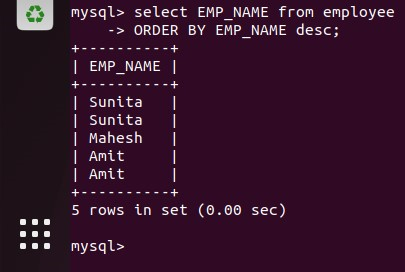 mysql> select EMP_NAME from employee
    -> ORDER BY EMP_NAME desc;
+----------+
| EMP_NAME |
+----------+
| Sunita   |
| Sunita   |
| Mahesh   |
| Amit     |
| Amit     |
+----------+
5 rows in set (0.00 sec)

mysql>